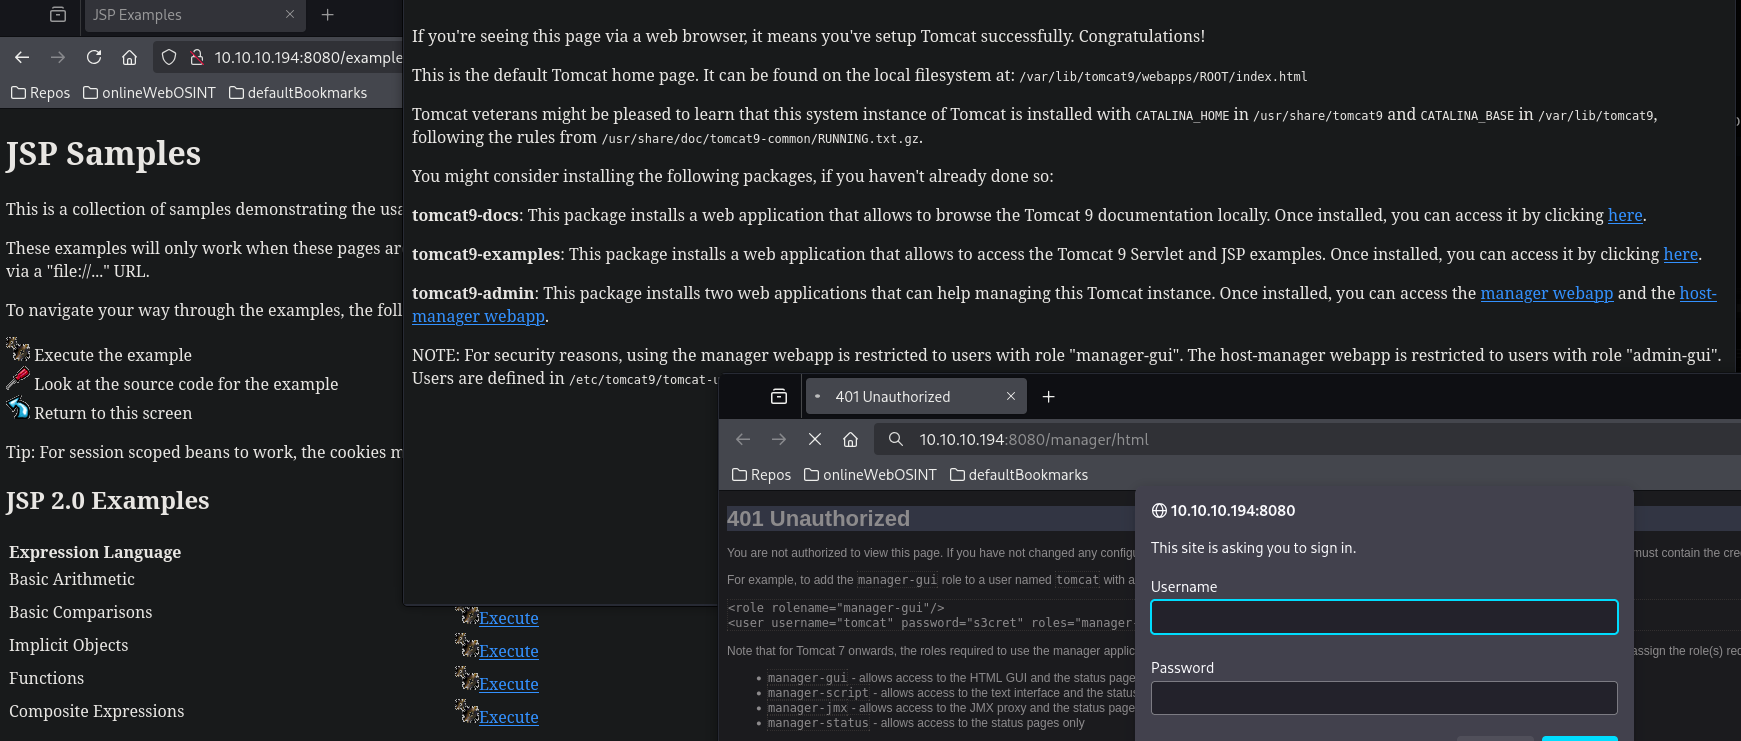 JSP Examples
10.10.10.194:8080/example
Repos
onlineWebOSINT
defaultBookmarks
JSP Samples
This is a collection of samples demonstrating the usa
These examples will only work when these pages are
via a "file://..." URL.
To navigate your way through the examples, the foll
Execute the example
Look at the source code for the example
Return to this screen
Tip: For session scoped beans to work, the cookies m
JSP 2.0 Examples
Expression Language
Basic Arithmetic
Execute
Basic Comparisons
Execute
Implicit Objects
Execute
Functions
Execute
Composite Expressions
If you're seeing this page via a web browser, it means you've setup Tomcat successfully. Congratulations!
This is the default Tomcat home page. It can be found on the local filesystem at: /var/lib/tomcat9/webapps/ROOT/index.html
Tomcat veterans might be pleased to learn that this system instance of Tomcat is installed with CATALINA_HOME in /usr/share/tomcat9 and CATALINA_BASE in /var/lib/tomcat9,
following the rules from /usr/share/doc/tomcat9-common/RUNNING.txt.gz.
You might consider installing the following packages, if you haven't already done so:
tomcat9-docs: This package installs a web application that allows to browse the Tomcat 9 documentation locally. Once installed, you can access it by clicking here.
tomcat9-examples: This package installs a web application that allows to access the Tomcat 9 Servlet and JSP examples. Once installed, you can access it by clicking here.
tomcat9-admin: This package installs two web applications that can help managing this Tomcat instance. Once installed, you can access the manager webapp and the host-
manager webapp.
NOTE: For security reasons, using the manager webapp is restricted to users with role "manager-gui". The host-manager webapp is restricted to users with role "admin-gui".
Users are defined in /etc/tomcat9/tomcat-u
401 Unauthorized
10.10.10.194:8080/manager/html
Repos
onlineWebOSINT
defaultBookmarks
401 Unauthorized
You are not authorized to view this page. If you have not changed any configu
must contain the cre
For example, to add the manager-gui role to a user named tomcat with a
<role rolename="manager-gui"/>
<user username="tomcat" password="s3cret" roles="manager-
Note that for Tomcat 7 onwards, the roles required to use the manager applic
assign the role(s) req
manager-gui - allows access to the HTML GUI and the status page
manager-script - allows access to the text interface and the statu
manager-jmx - allows access to the JMX proxy and the status page
manager-status - allows access to the status pages only
10.10.10.194:8080
This site is asking you to sign in.
Username
Password